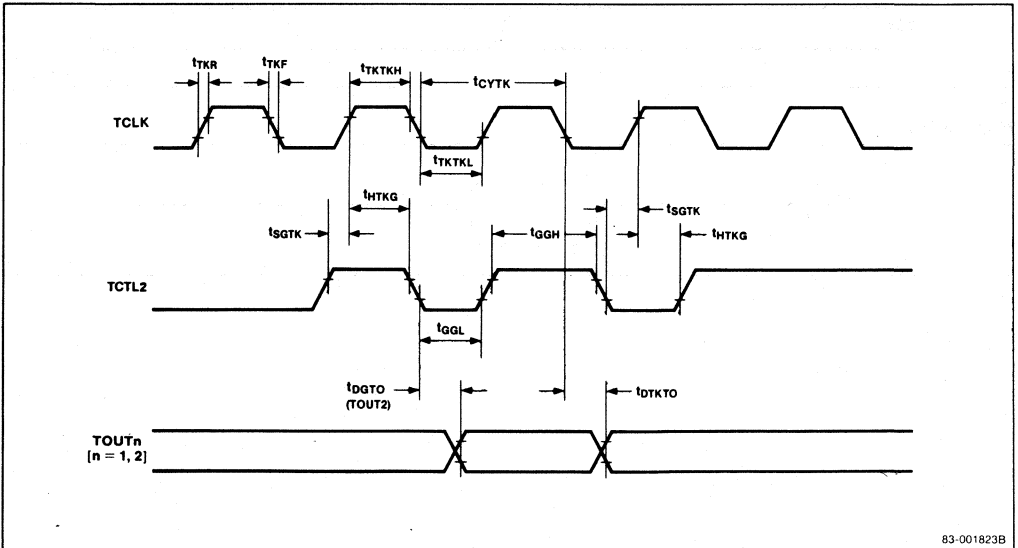 tTKR tTKF tTKTKH tCYTK
TCLK
tTKTKL
tHTKG
tSGTK tGGH tSGTK tHTKG
TCTL2
tGGL
tDGTO
(TOUT2)
tDTKTO
TOUTn
[n = 1, 2]
83-001823B